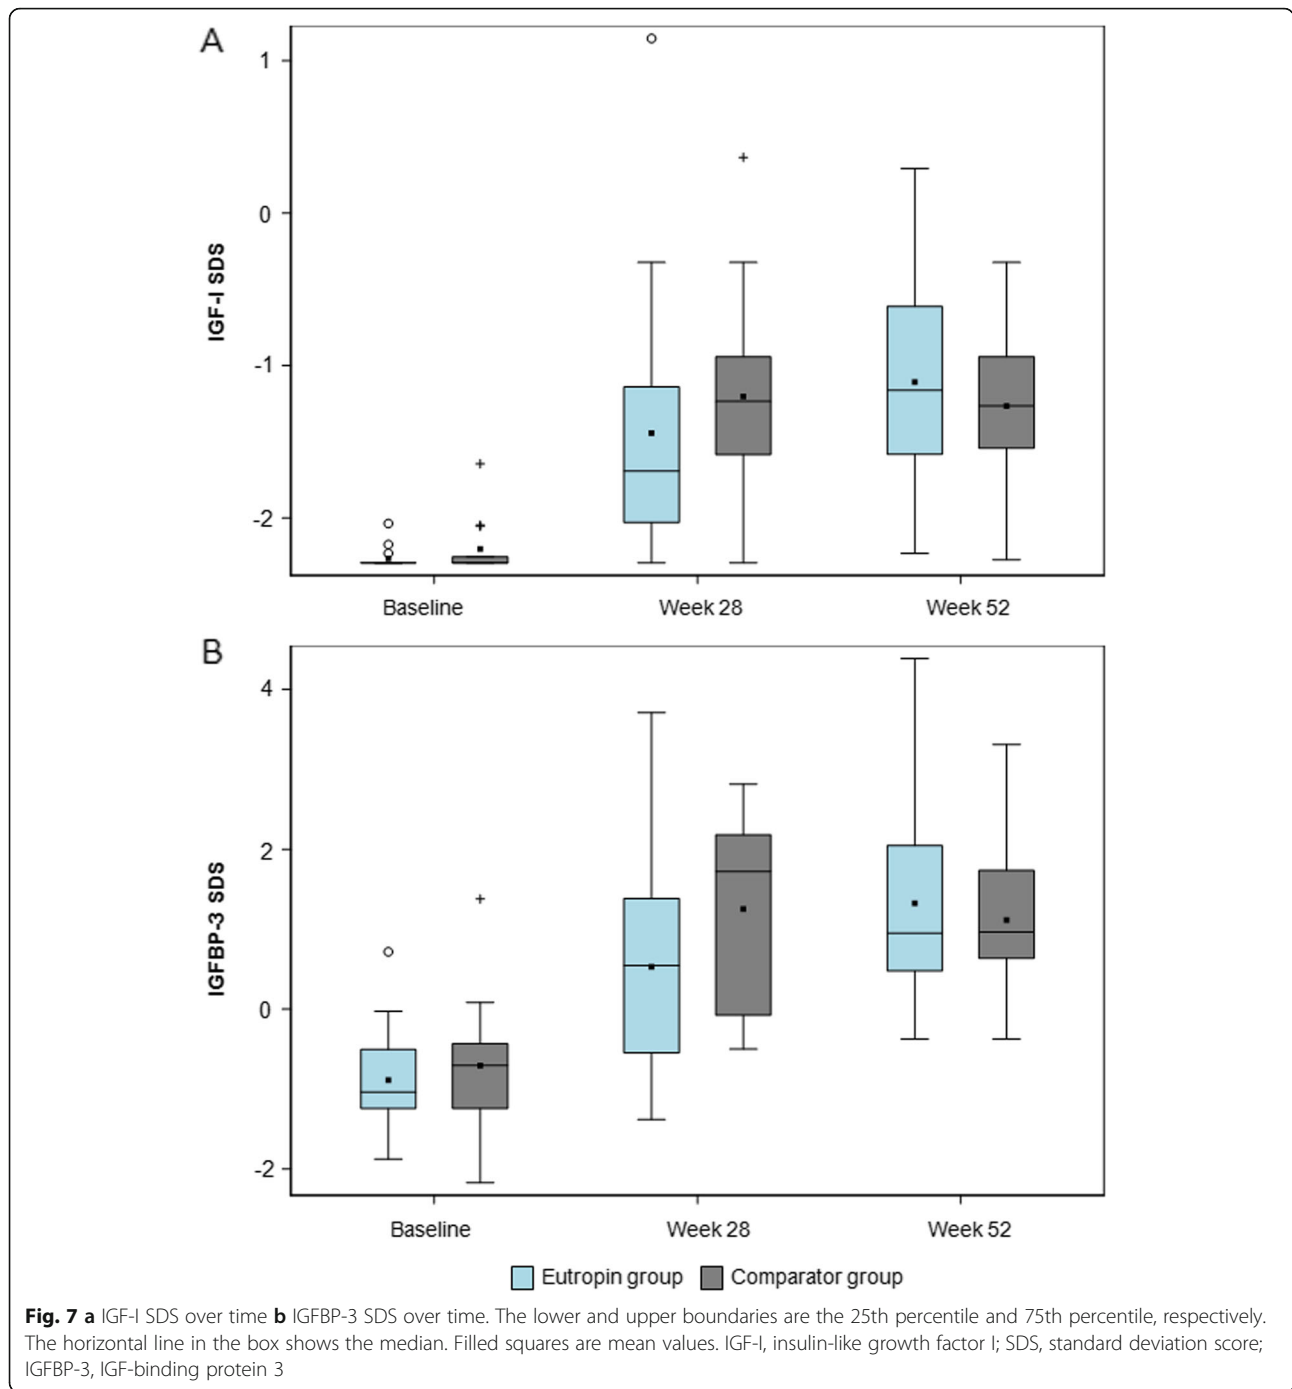 A
1
0
-1
-2
IGF-I SDS
Baseline Week 28 Week 52
B
4
2
0
-2
IGFBP-3 SDS
Baseline Week 28 Week 52
Eutropin group Comparator group
Fig. 7 a IGF-I SDS over time b IGFBP-3 SDS over time. The lower and upper boundaries are the 25th percentile and 75th percentile, respectively.
The horizontal line in the box shows the median. Filled squares are mean values. IGF-I, insulin-like growth factor I; SDS, standard deviation score;
IGFBP-3, IGF-binding protein 3